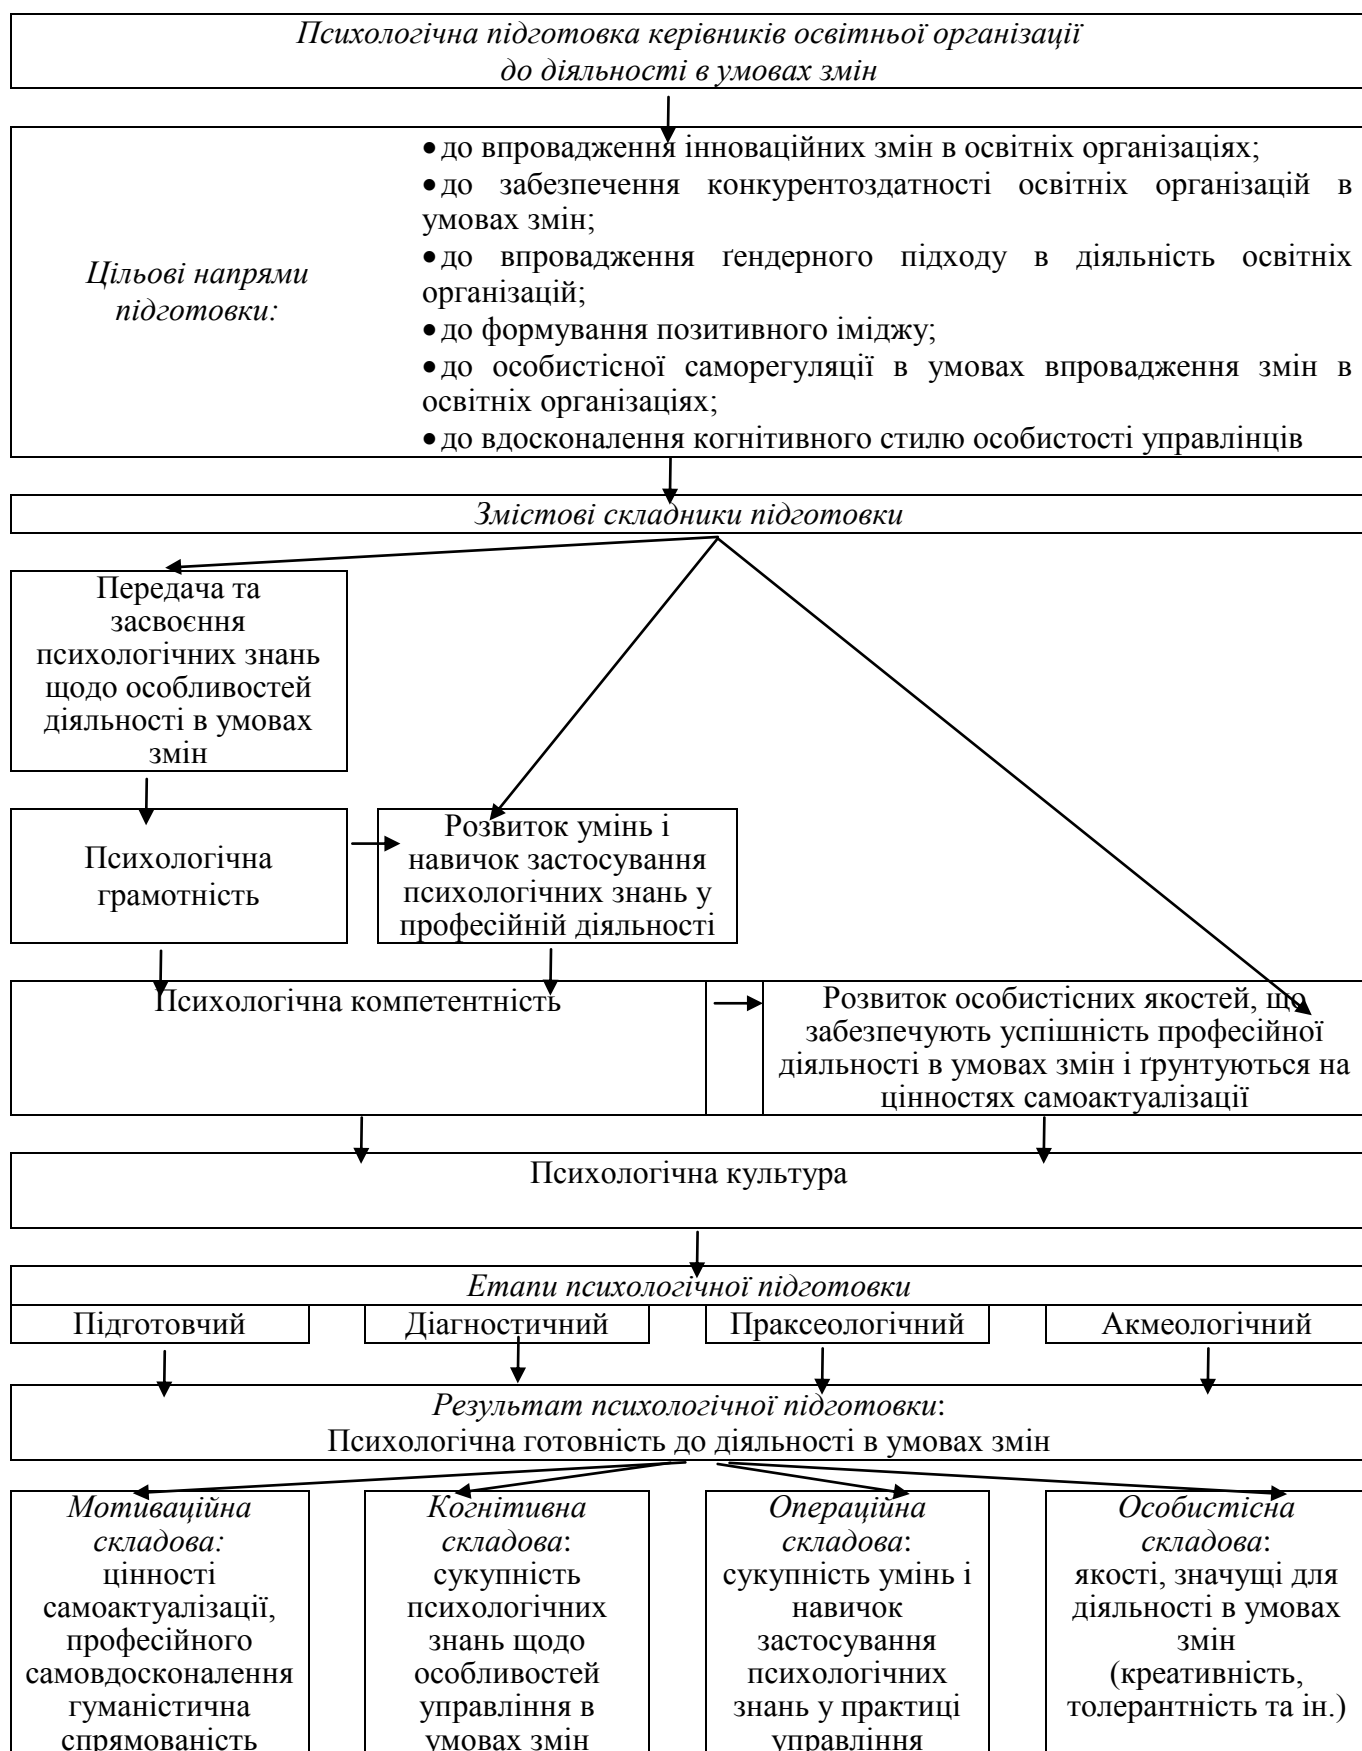 Психологічна підготовка керівників освітньої організації
до діяльності в умовах змін
Цільові напрями
підготовки:
• до впровадження інноваційних змін в освітніх організаціях;
• до забезпечення конкурентоздатності освітніх організацій в
умовах змін;
• до впровадження ґендерного підходу в діяльність освітніх
організацій;
• до формування позитивного іміджу;
• до особистісної саморегуляції в умовах впровадження змін в
освітніх організаціях;
• до вдосконалення когнітивного стилю особистості управлінців
Змістові складники підготовки
Передача та
засвоєння
психологічних знань
щодо особливостей
діяльності в умовах
змін
Психологічна
грамотність
Розвиток умінь і
навичок застосування
психологічних знань у
професійній діяльності
Психологічна компетентність
Розвиток особистісних якостей, що
забезпечують успішність професійної
діяльності в умовах змін і ґрунтуються на
цінностях самоактуалізації
Психологічна культура
Етапи психологічної підготовки
Підготовчий
Діагностичний
Праксеологічний
Акмеологічний
Результат психологічної підготовки:
Психологічна готовність до діяльності в умовах змін
Мотиваційна
складова:
цінності
самоактуалізації,
професійного
самовдосконалення
гуманістична
спрямованість
Когнітивна
складова:
сукупність
психологічних
знань щодо
особливостей
управління в
умовах змін
Операційна
складова:
сукупність умінь і
навичок
застосування
психологічних
знань у практиці
управління
Особистісна
складова:
якості, значущі для
діяльності в умовах
змін
(креативність,
толерантність та ін.)